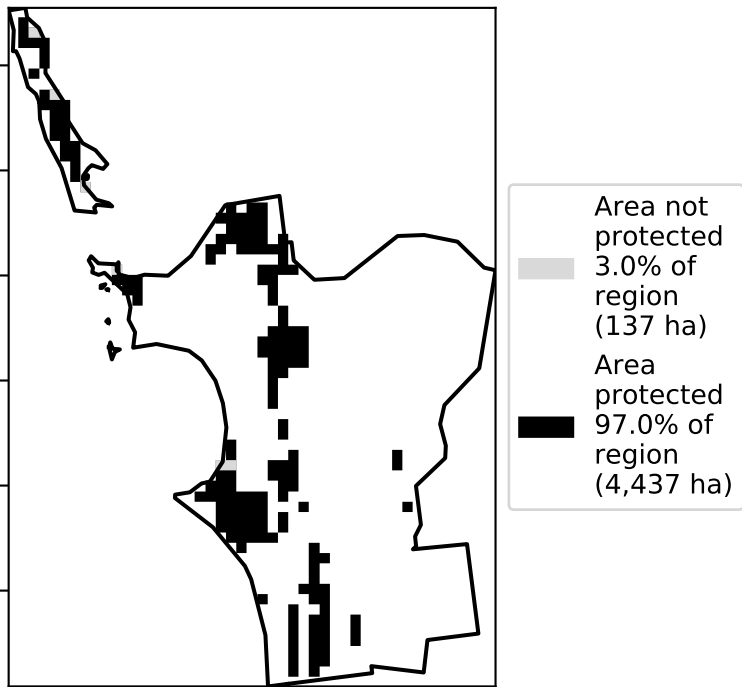 Area not
protected
3.0% of
region
(137 ha)
Area
protected
97.0% of
region
(4,437 ha)